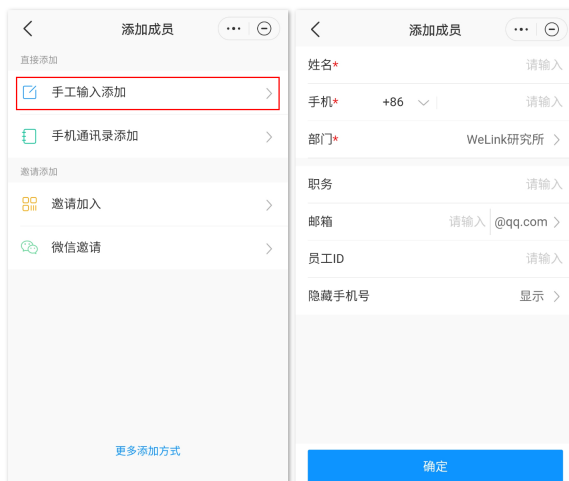 添加成员
直接添加
手工输入添加
手机通讯录添加
邀请添加
邀请加入
微信邀请
更多添加方式
添加成员
姓名* 请输入
手机* +86 请输入
部门* WeLink研究所
职务 请输入
邮箱 请输入 @qq.com
员工ID 请输入
隐藏手机号 显示
确定